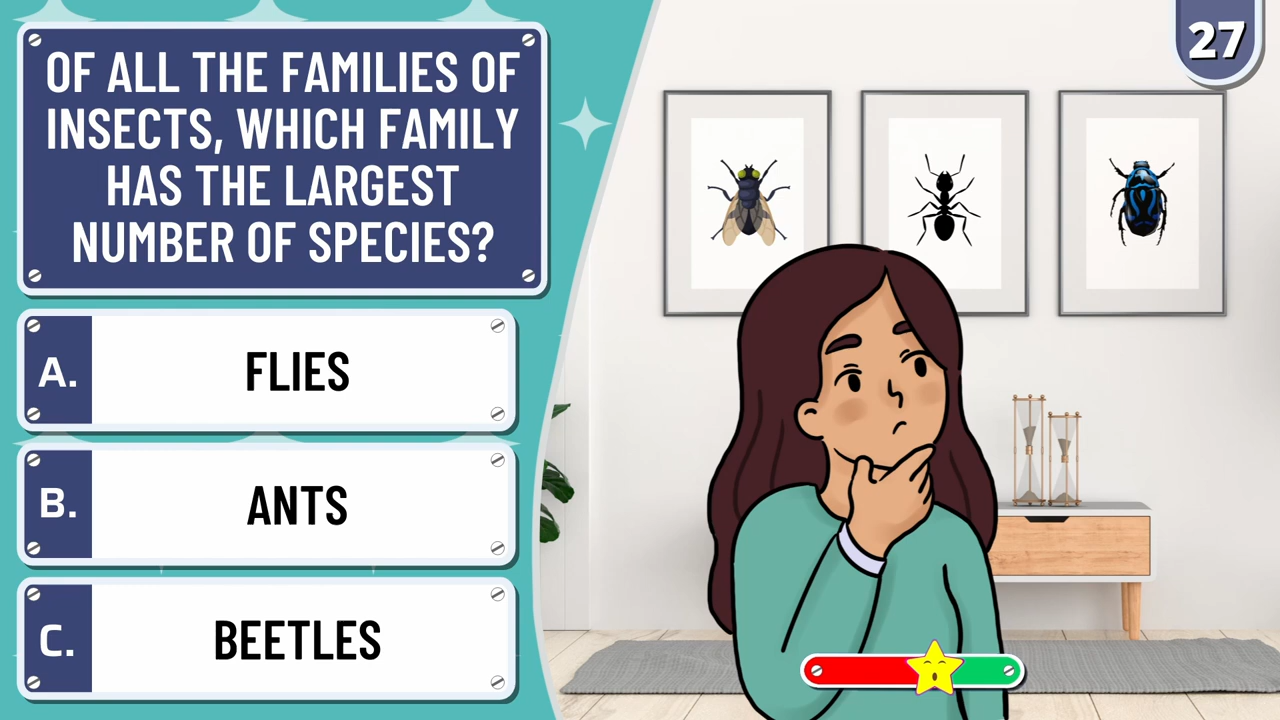 OF ALL THE FAMILIES OF
INSECTS, WHICH FAMILY
HAS THE LARGEST
NUMBER OF SPECIES?
27
A. FLIES
B. ANTS
C. BEETLES